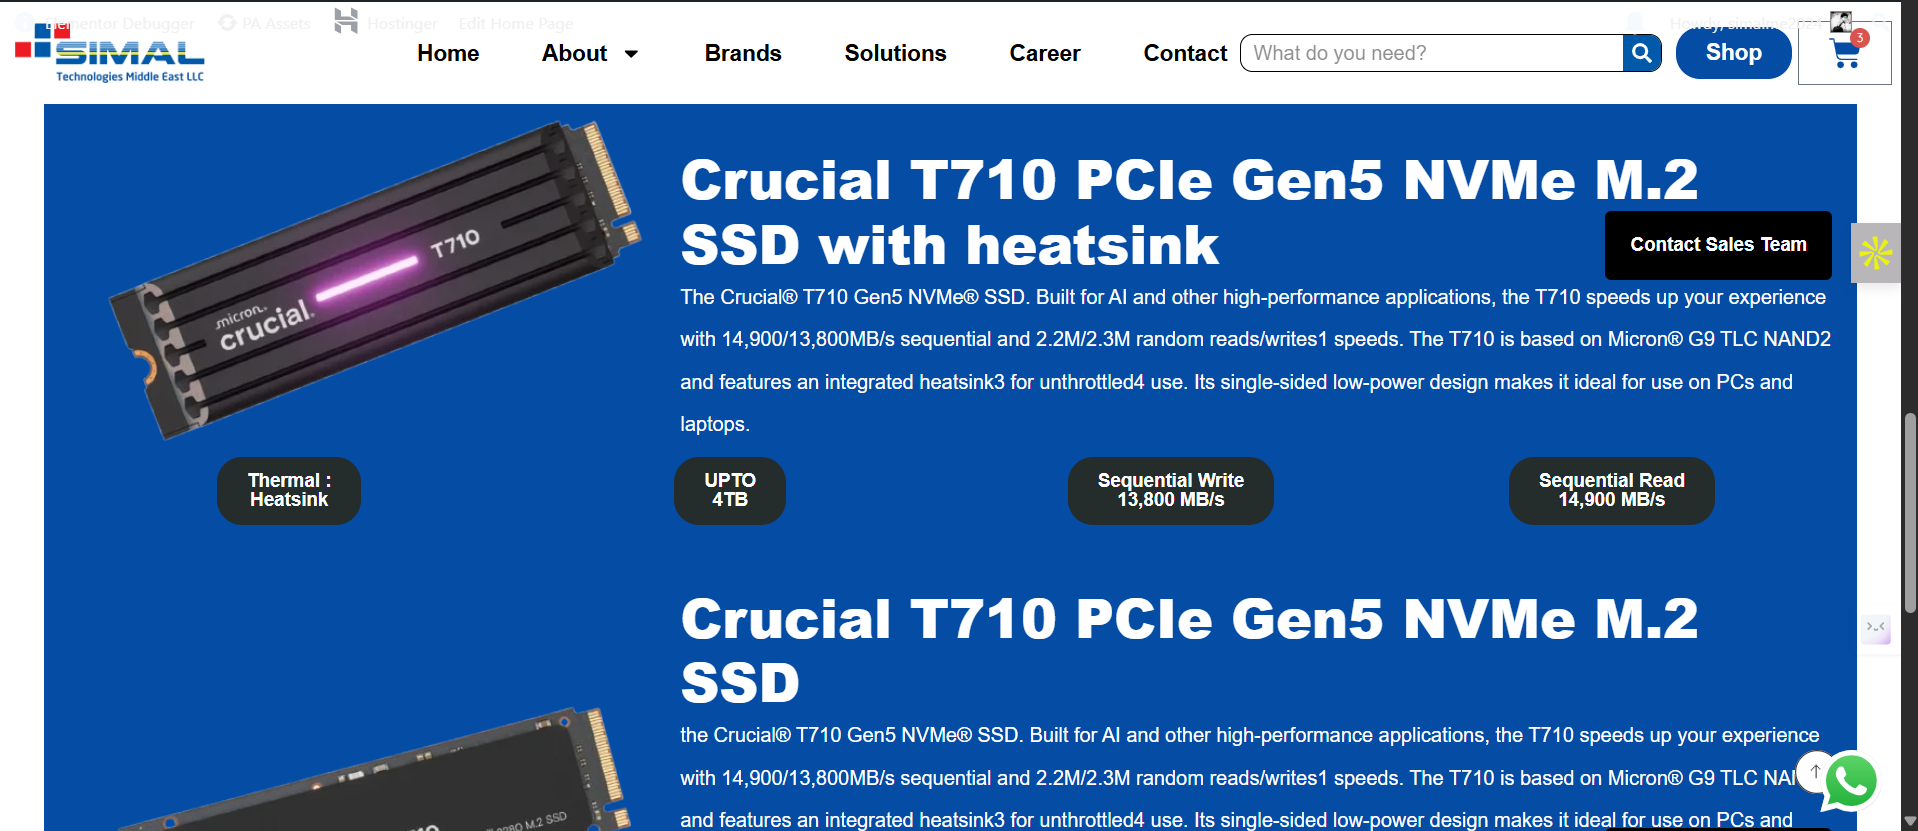 Elementor Debugger PA Assets Hostinger Edit Home Page Howdy, simalme2024
SIMAL
Technologies Middle East LLC
Home About Brands Solutions Career Contact What do you need? Shop 3
Crucial T710 PCIe Gen5 NVMe M.2
SSD with heatsink
Contact Sales Team
The Crucial® T710 Gen5 NVMe® SSD. Built for AI and other high-performance applications, the T710 speeds up your experience
with 14,900/13,800MB/s sequential and 2.2M/2.3M random reads/writes1 speeds. The T710 is based on Micron® G9 TLC NAND2
and features an integrated heatsink3 for unthrottled4 use. Its single-sided low-power design makes it ideal for use on PCs and
laptops.
micron
crucial
T710
Thermal :
Heatsink
UPTO
4TB
Sequential Write
13,800 MB/s
Sequential Read
14,900 MB/s
Crucial T710 PCIe Gen5 NVMe M.2
SSD
the Crucial® T710 Gen5 NVMe® SSD. Built for AI and other high-performance applications, the T710 speeds up your experience
with 14,900/13,800MB/s sequential and 2.2M/2.3M random reads/writes1 speeds. The T710 is based on Micron® G9 TLC
and features an integrated heatsink3 for unthrottled4 use. Its single-sided low-power design makes it ideal for use on PCs and
M.2 SSD